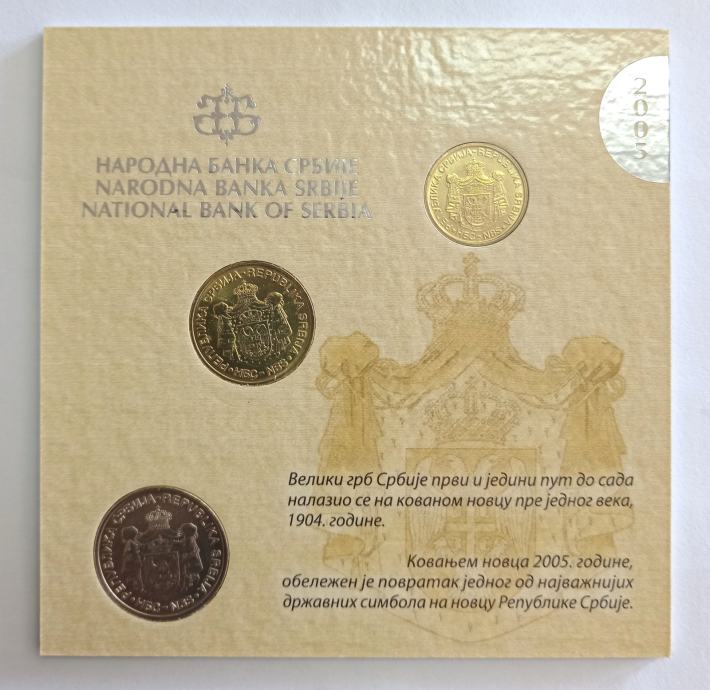 2005
НАРОДНА БАНКА СРБИЈЕ
NARODNA BANKA SRBIJE
NATIONAL BANK OF SERBIA
РЕПУБЛИКА СРБИЈА · REPUBLIKA SRBIJA · НБС · NBS ·
РЕПУБЛИКА СРБИЈА · REPUBLIKA SRBIJA · НБС · NBS ·
Велики грб Србије први и једини пут до сада
налазио се на кованом новцу пре једног века,
1904. године.
РЕПУБЛИКА СРБИЈА · REPUBLIKA SRBIJA · НБС · NBS ·
Ковањем новца 2005. године,
обележен је повратак једног од најважнијих
државних симбола на новцу Републике Србије.